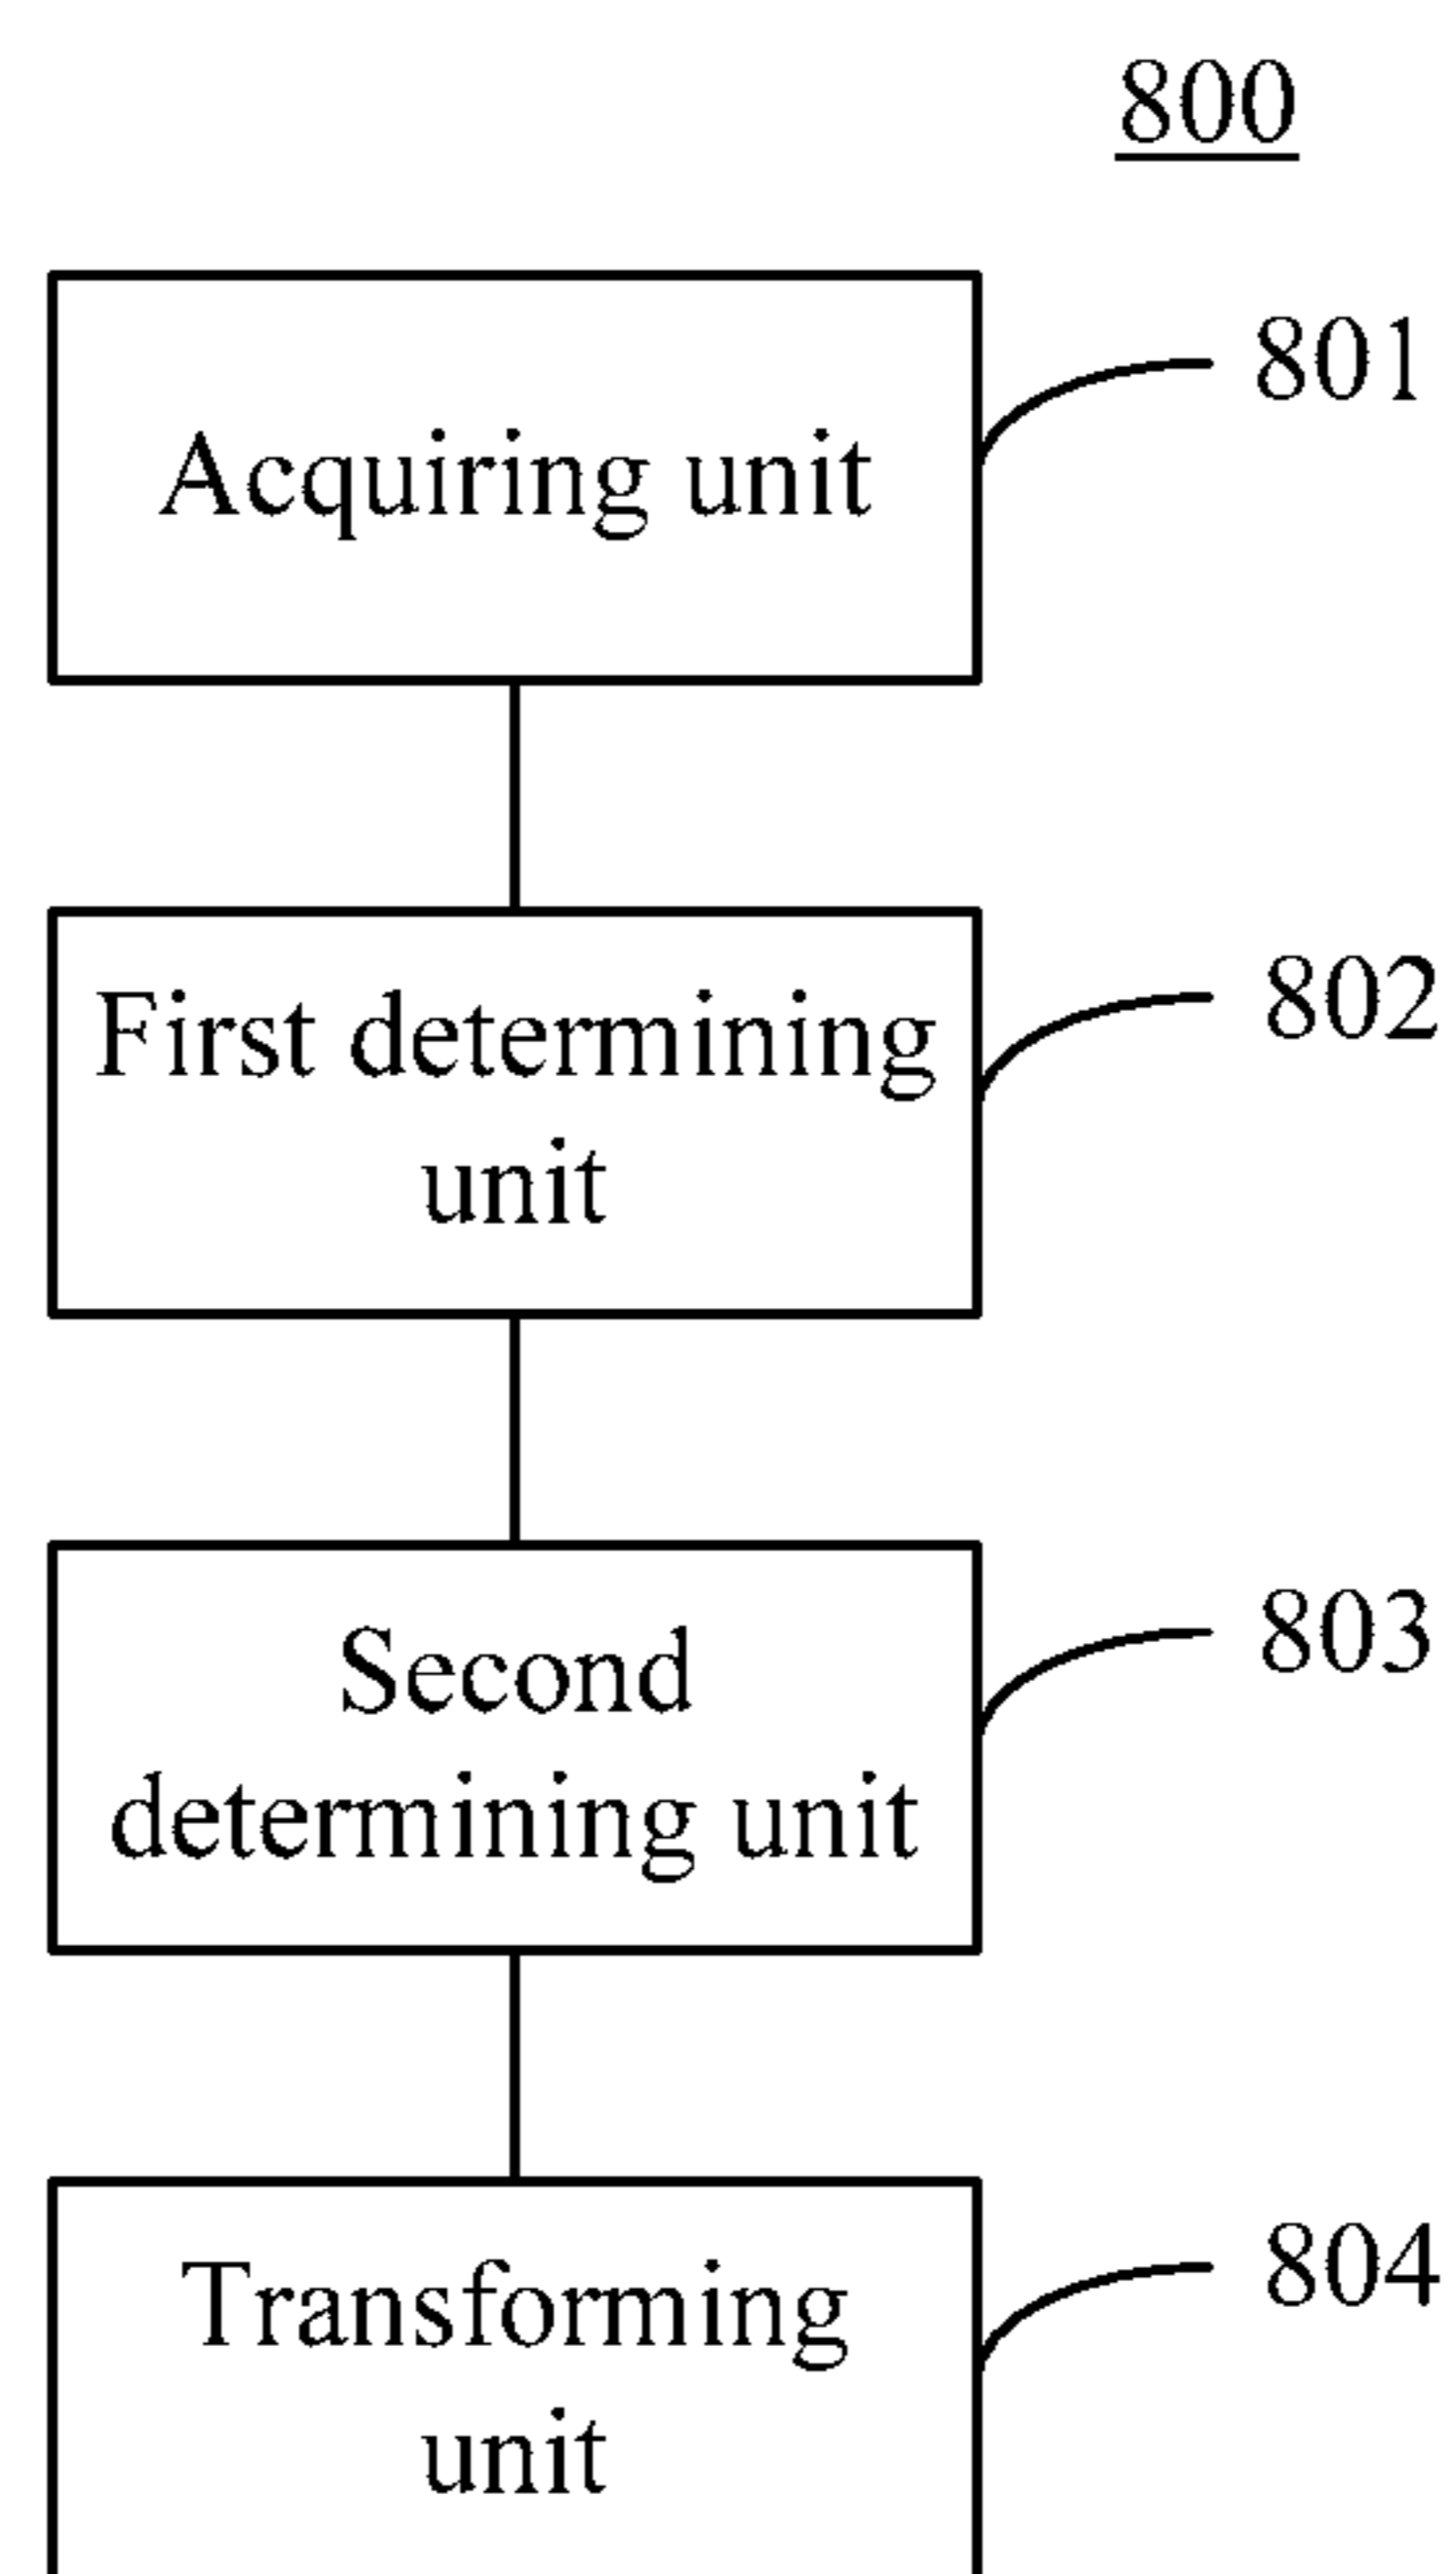 800
Acquiring unit
801
First determining
unit
802
Second
determining unit
803
Transforming
unit
804